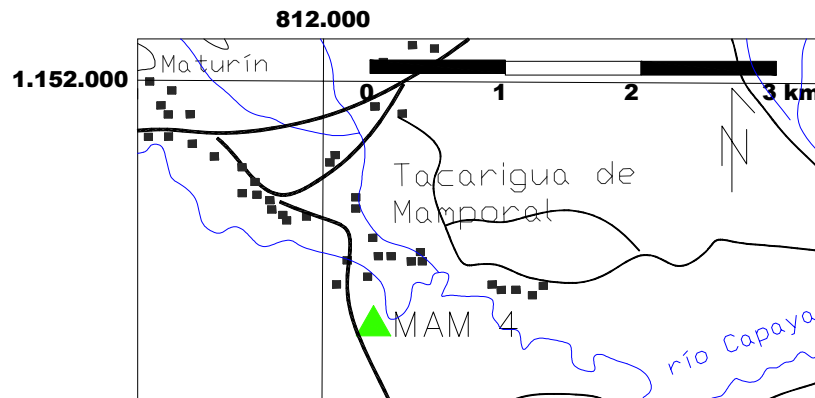 812.000
1.152.000
Maturín
0 1 2 3 km
N
Tacarigua de
Mamporal
MAM 4
río Capaya